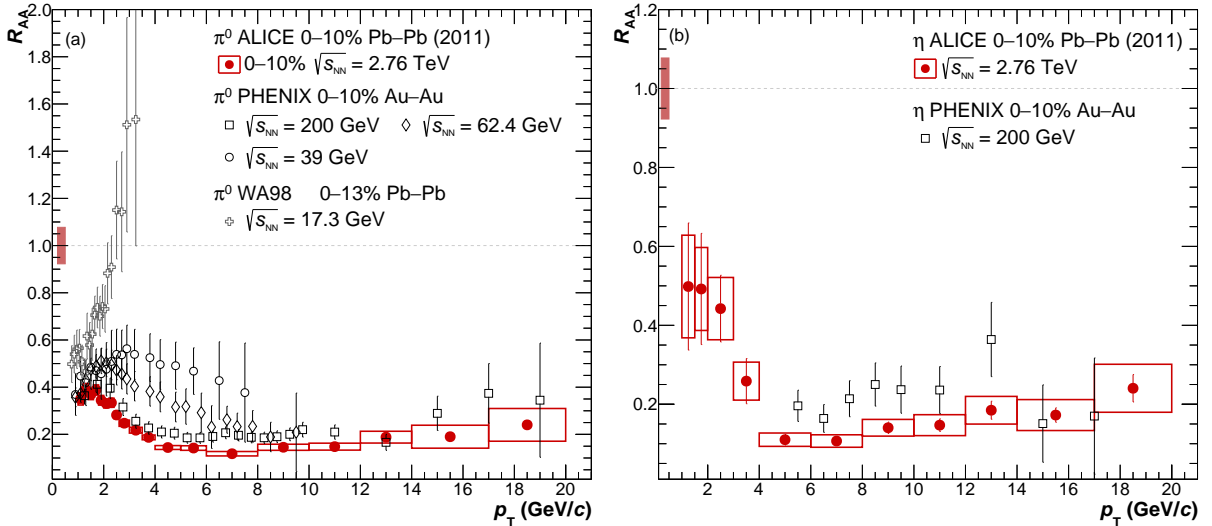 R_AA
(a)
π⁰ ALICE 0–10% Pb–Pb (2011)
0–10% √s_NN = 2.76 TeV
π⁰ PHENIX 0–10% Au–Au
√s_NN = 200 GeV √s_NN = 62.4 GeV
√s_NN = 39 GeV
π⁰ WA98 0–13% Pb–Pb
√s_NN = 17.3 GeV
2.0
1.8
1.6
1.4
1.2
1.0
0.8
0.6
0.4
0.2
0 2 4 6 8 10 12 14 16 18 20
p_T (GeV/c)
R_AA
(b)
η ALICE 0–10% Pb–Pb (2011)
√s_NN = 2.76 TeV
η PHENIX 0–10% Au–Au
√s_NN = 200 GeV
1.2
1.0
0.8
0.6
0.4
0.2
2 4 6 8 10 12 14 16 18 20
p_T (GeV/c)